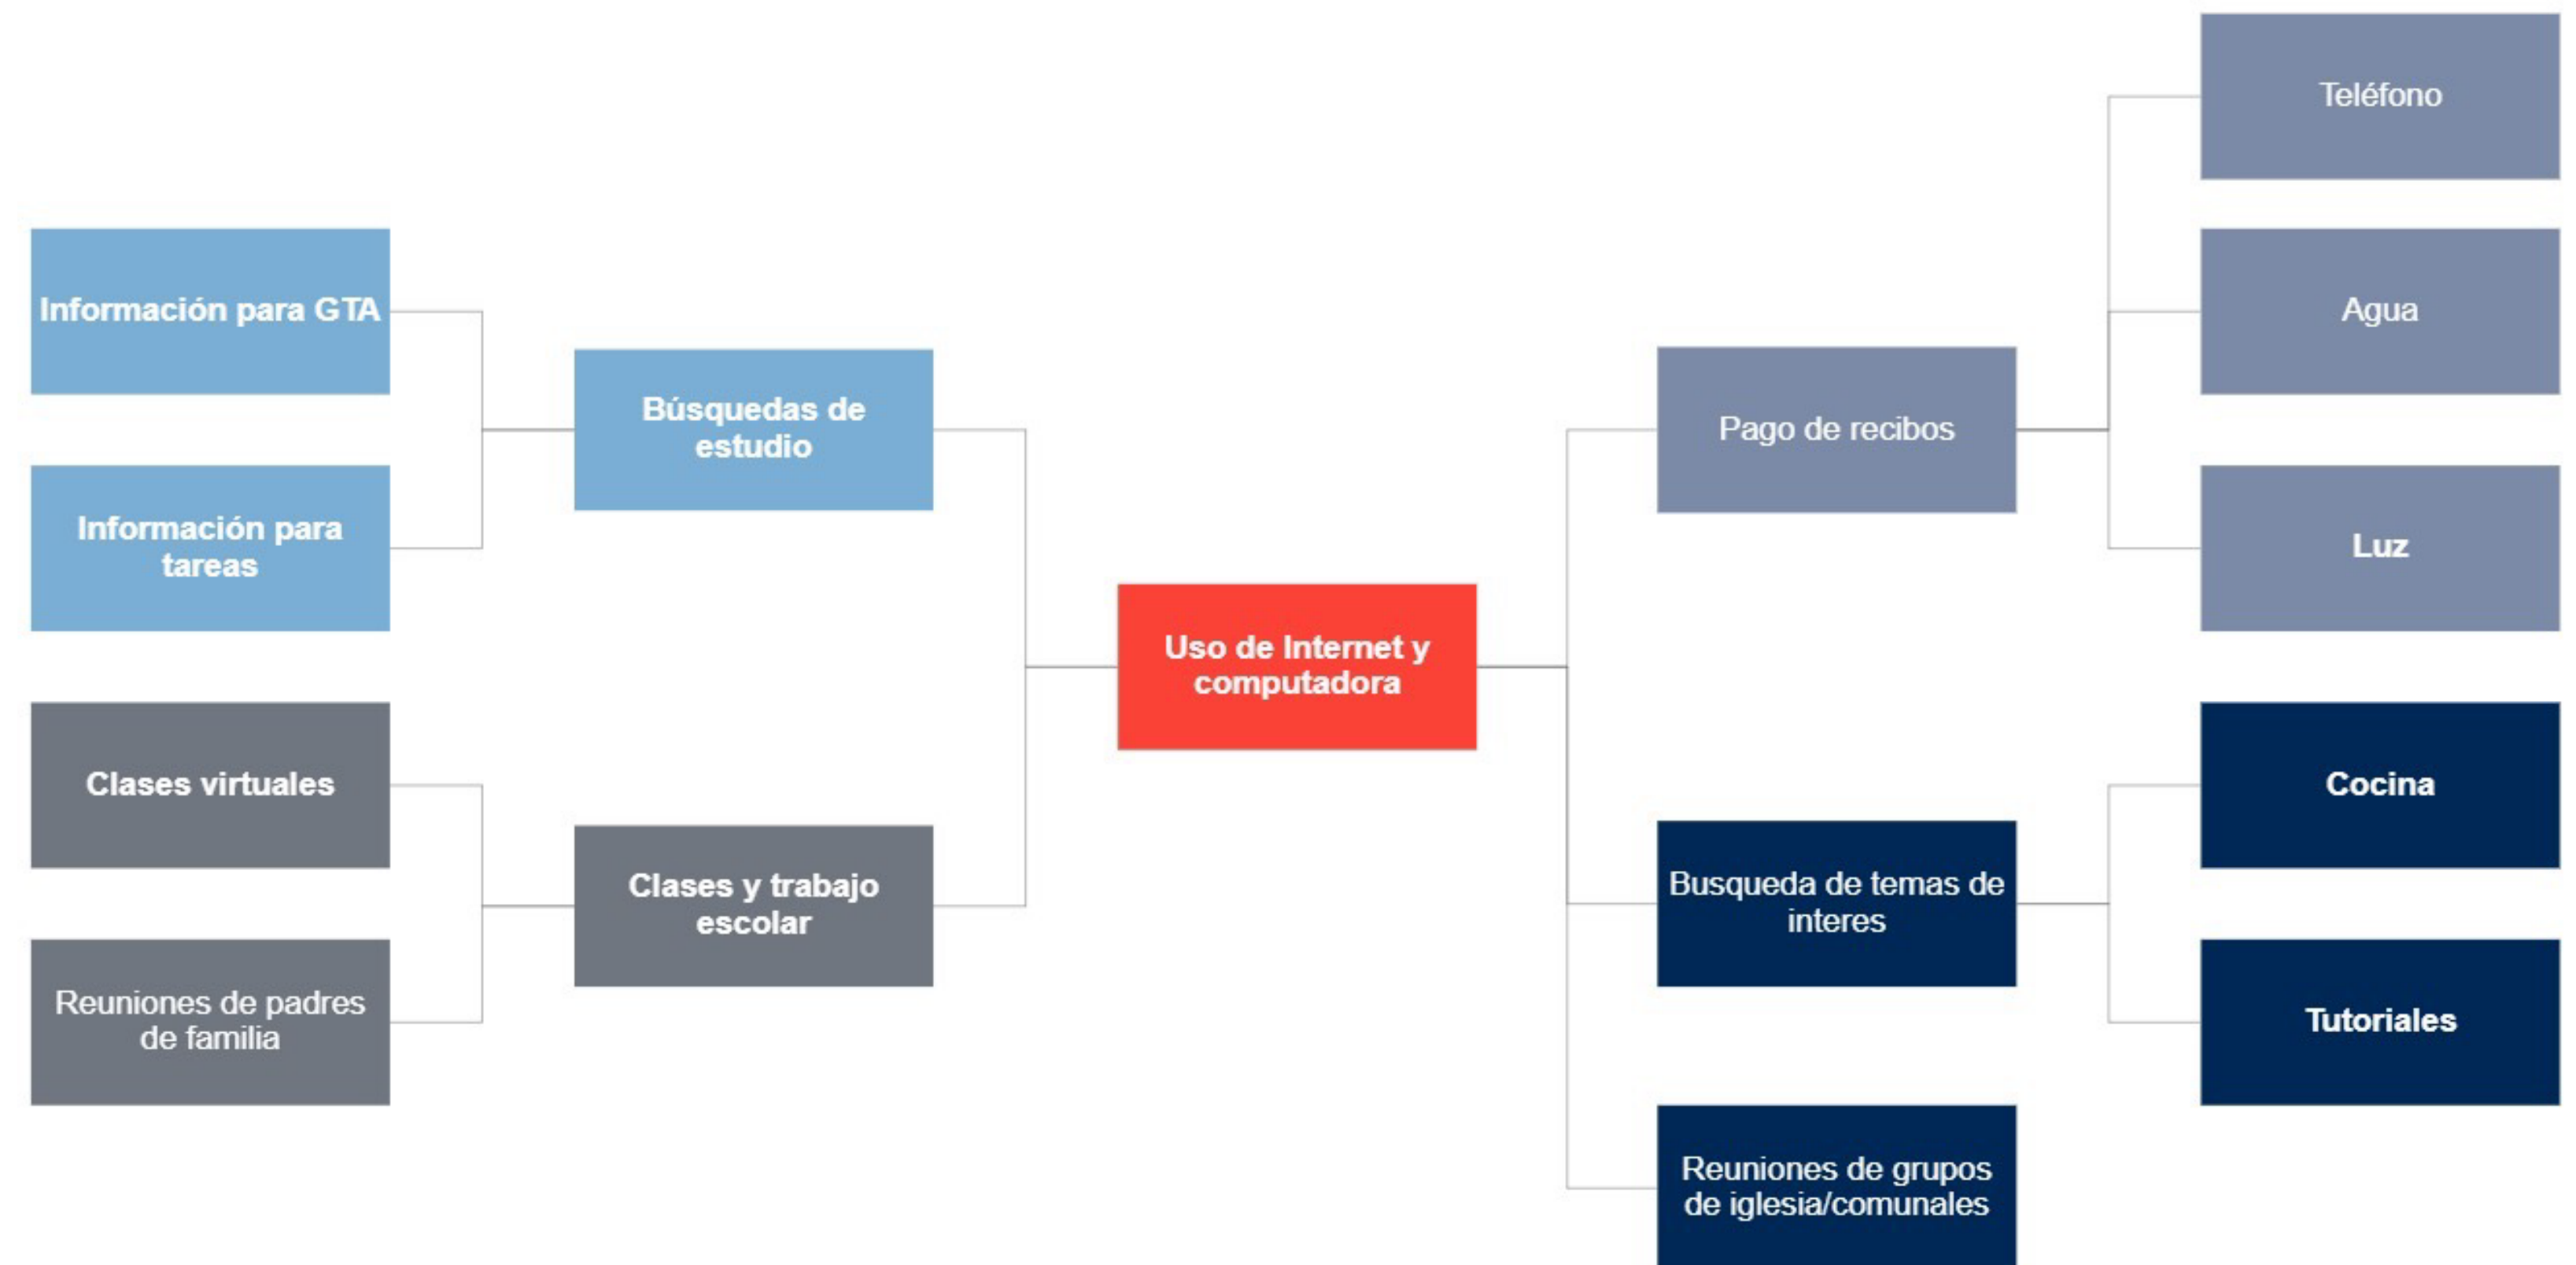 Información para GTA
Información para
tareas
Clases virtuales
Reuniones de padres
de familia
Búsquedas de
estudio
Clases y trabajo
escolar
Uso de Internet y
computadora
Pago de recibos
Busqueda de temas de
interes
Reuniones de grupos
de iglesia/comunales
Teléfono
Agua
Luz
Cocina
Tutoriales